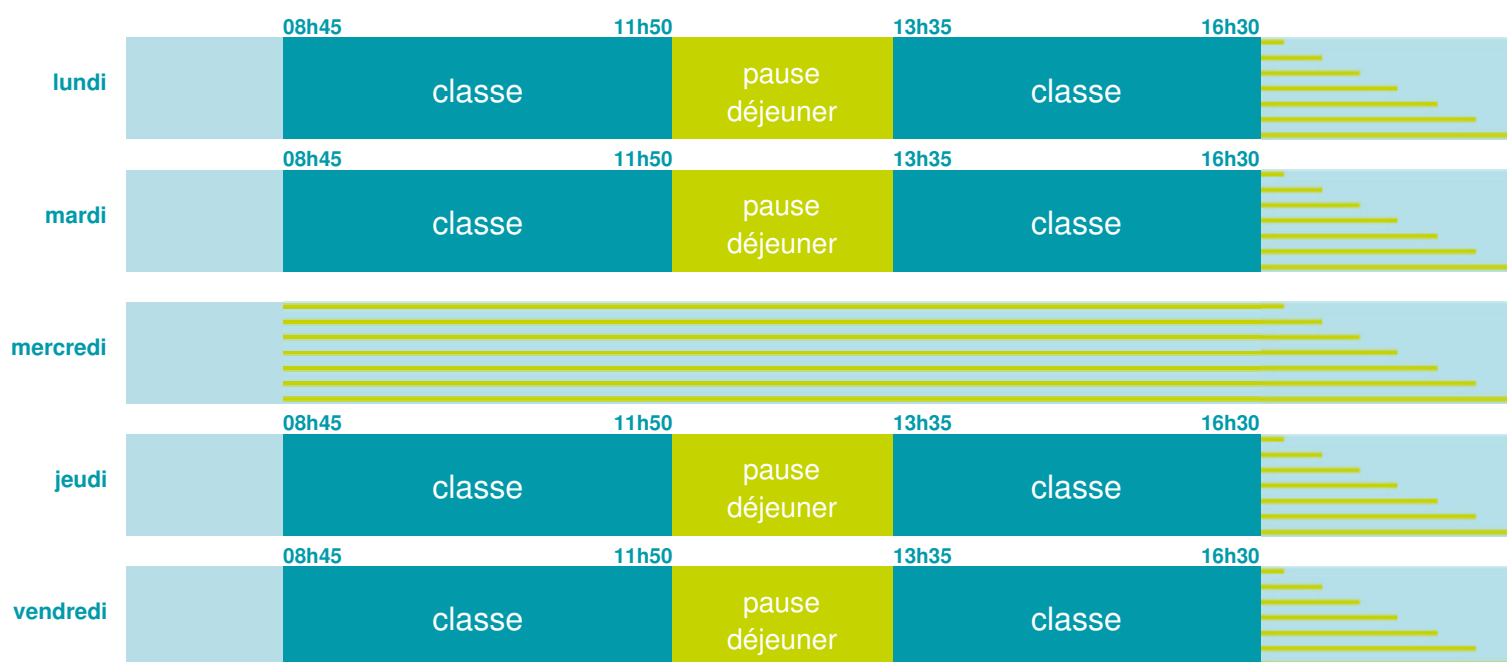 08h45 11h50 13h35 16h30
lundi classe pause déjeuner classe
08h45 11h50 13h35 16h30
mardi classe pause déjeuner classe
mercredi
08h45 11h50 13h35 16h30
jeudi classe pause déjeuner classe
08h45 11h50 13h35 16h30
vendredi classe pause déjeuner classe